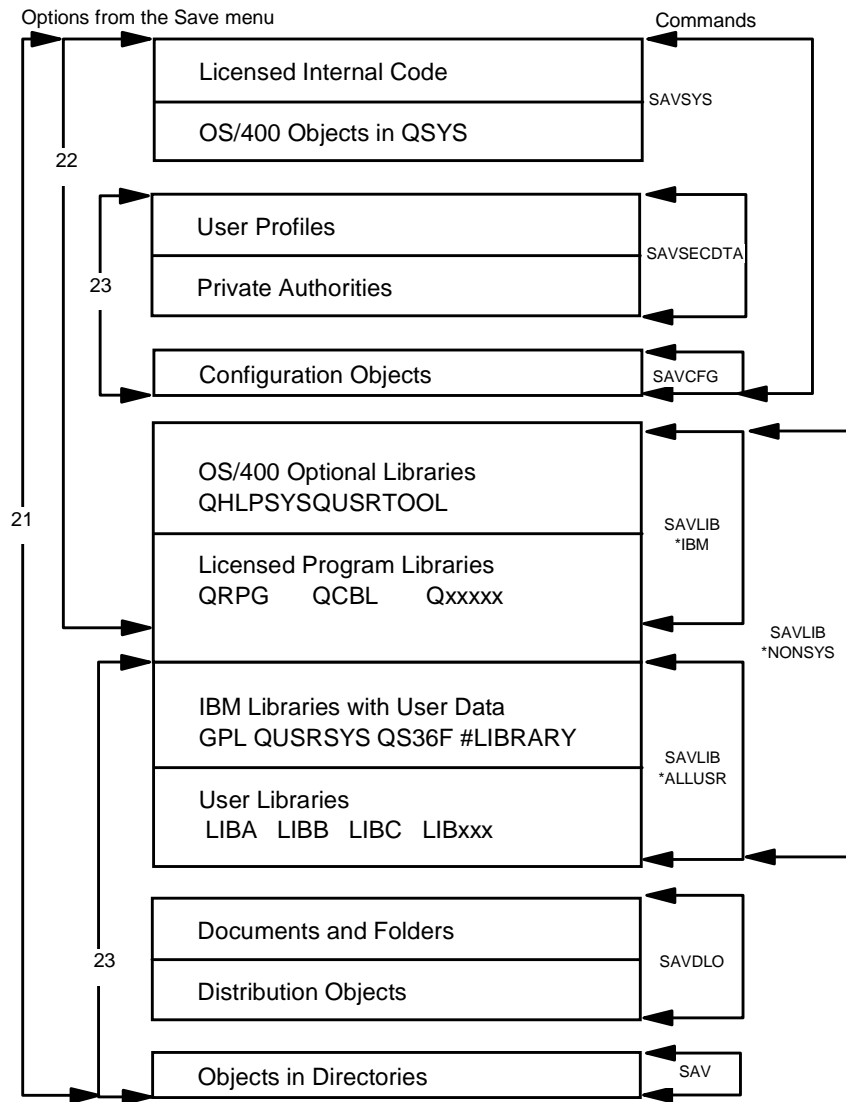 Options from the Save menu
Commands
Licensed Internal Code
SAVSYS
OS/400 Objects in QSYS
22
User Profiles
SAVSECDTA
23
Private Authorities
Configuration Objects
SAVCFG
OS/400 Optional Libraries
QHLPSYSQUSRTOOL
21
SAVLIB
*IBM
Licensed Program Libraries
QRPG QCBL Qxxxxx
SAVLIB
*NONSYS
IBM Libraries with User Data
GPL QUSRSYS QS36F #LIBRARY
SAVLIB
*ALLUSR
User Libraries
LIBA LIBB LIBC LIBxxx
Documents and Folders
23
SAVDLO
Distribution Objects
Objects in Directories
SAV